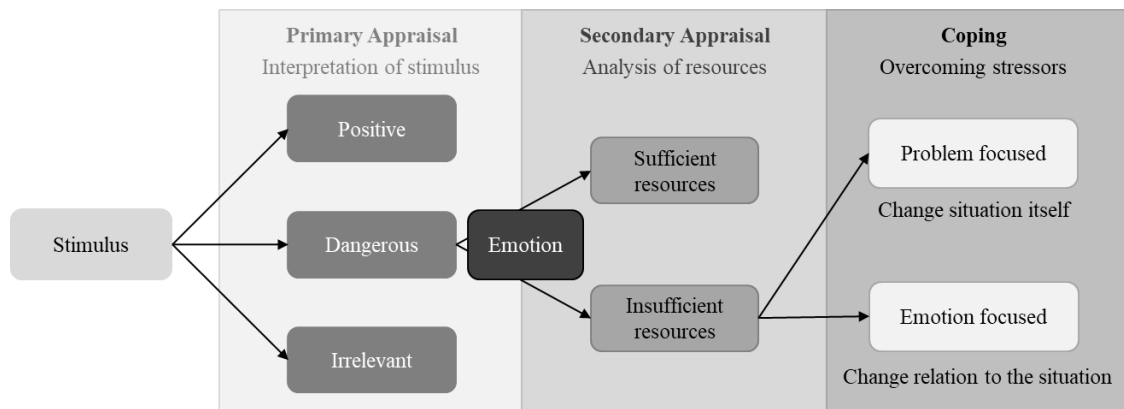 Primary Appraisal
Interpretation of stimulus
Secondary Appraisal
Analysis of resources
Coping
Overcoming stressors
Stimulus
Positive
Dangerous
Irrelevant
Emotion
Sufficient
resources
Insufficient
resources
Problem focused
Change situation itself
Emotion focused
Change relation to the situation